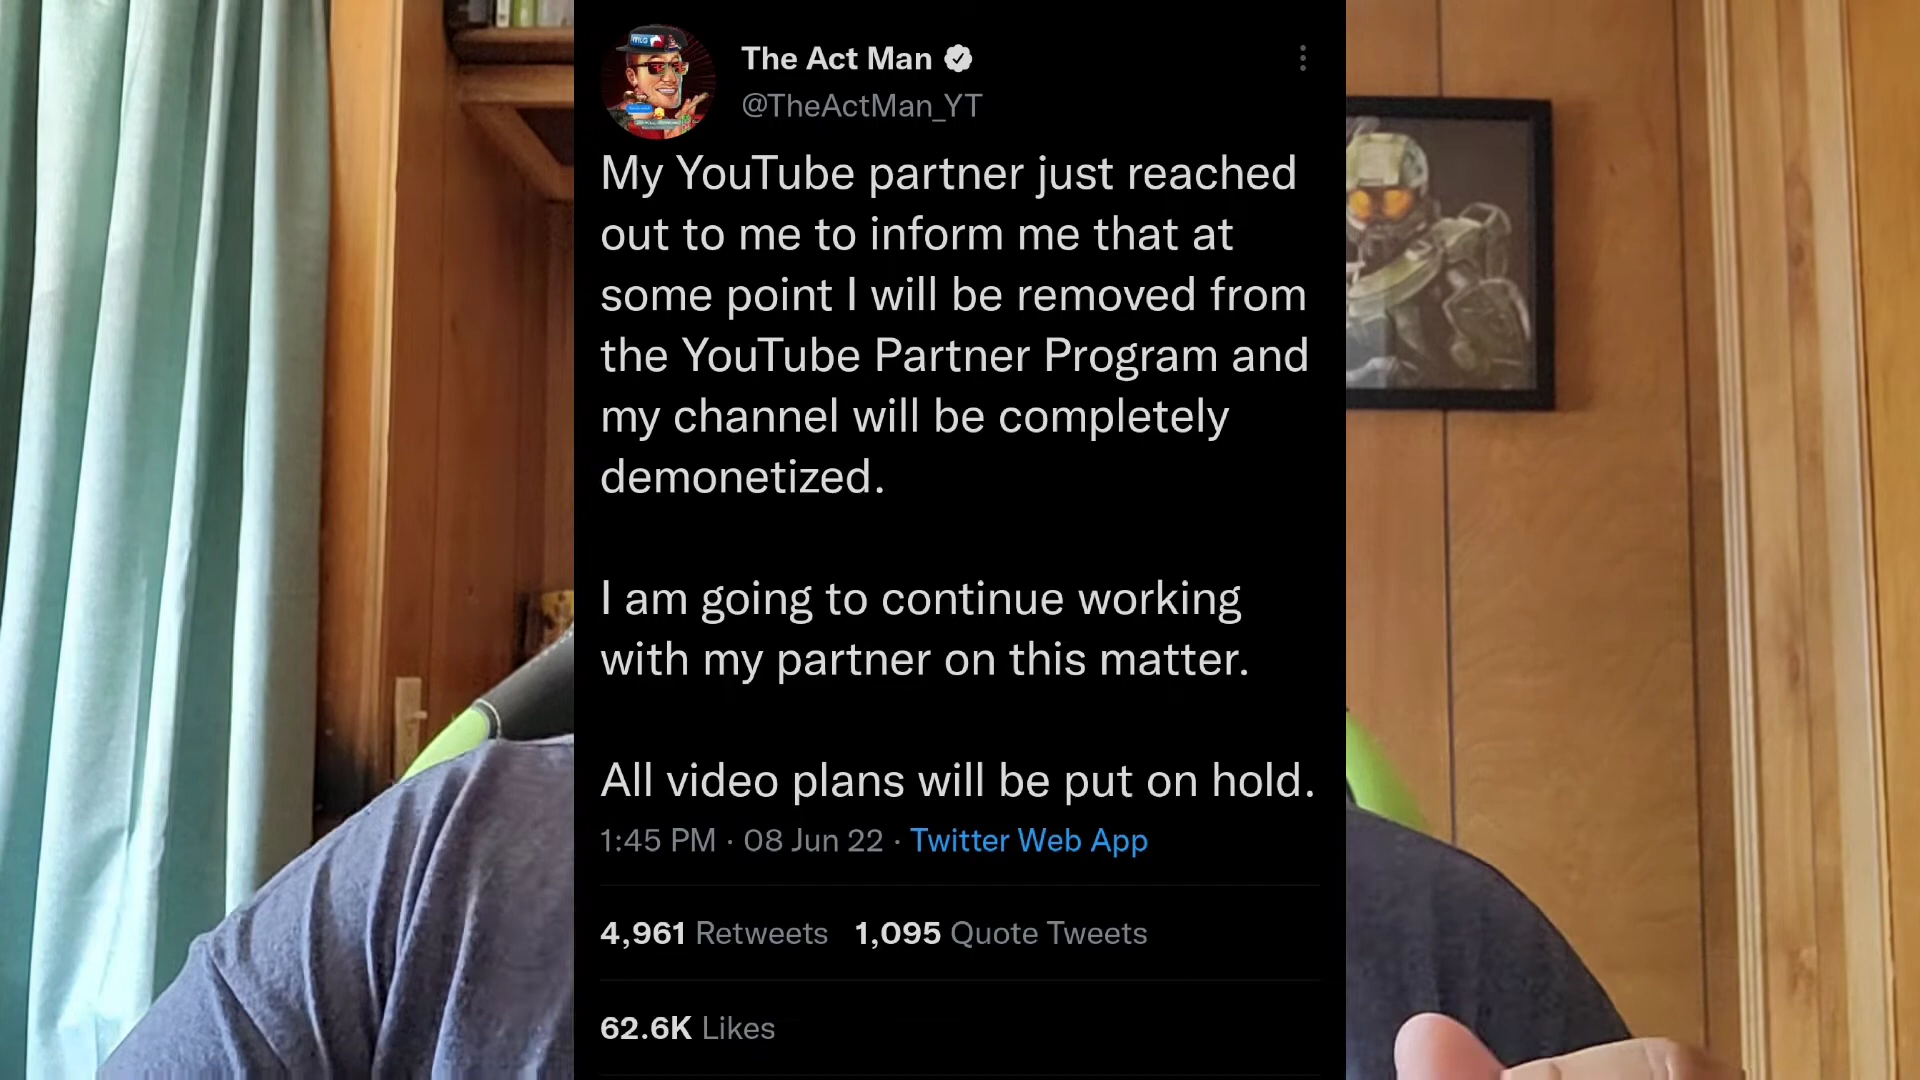 The Act Man
@TheActMan_YT
My YouTube partner just reached
out to me to inform me that at
some point I will be removed from
the YouTube Partner Program and
my channel will be completely
demonetized.
I am going to continue working
with my partner on this matter.
All video plans will be put on hold.
1:45 PM · 08 Jun 22 · Twitter Web App
4,961 Retweets 1,095 Quote Tweets
62.6K Likes